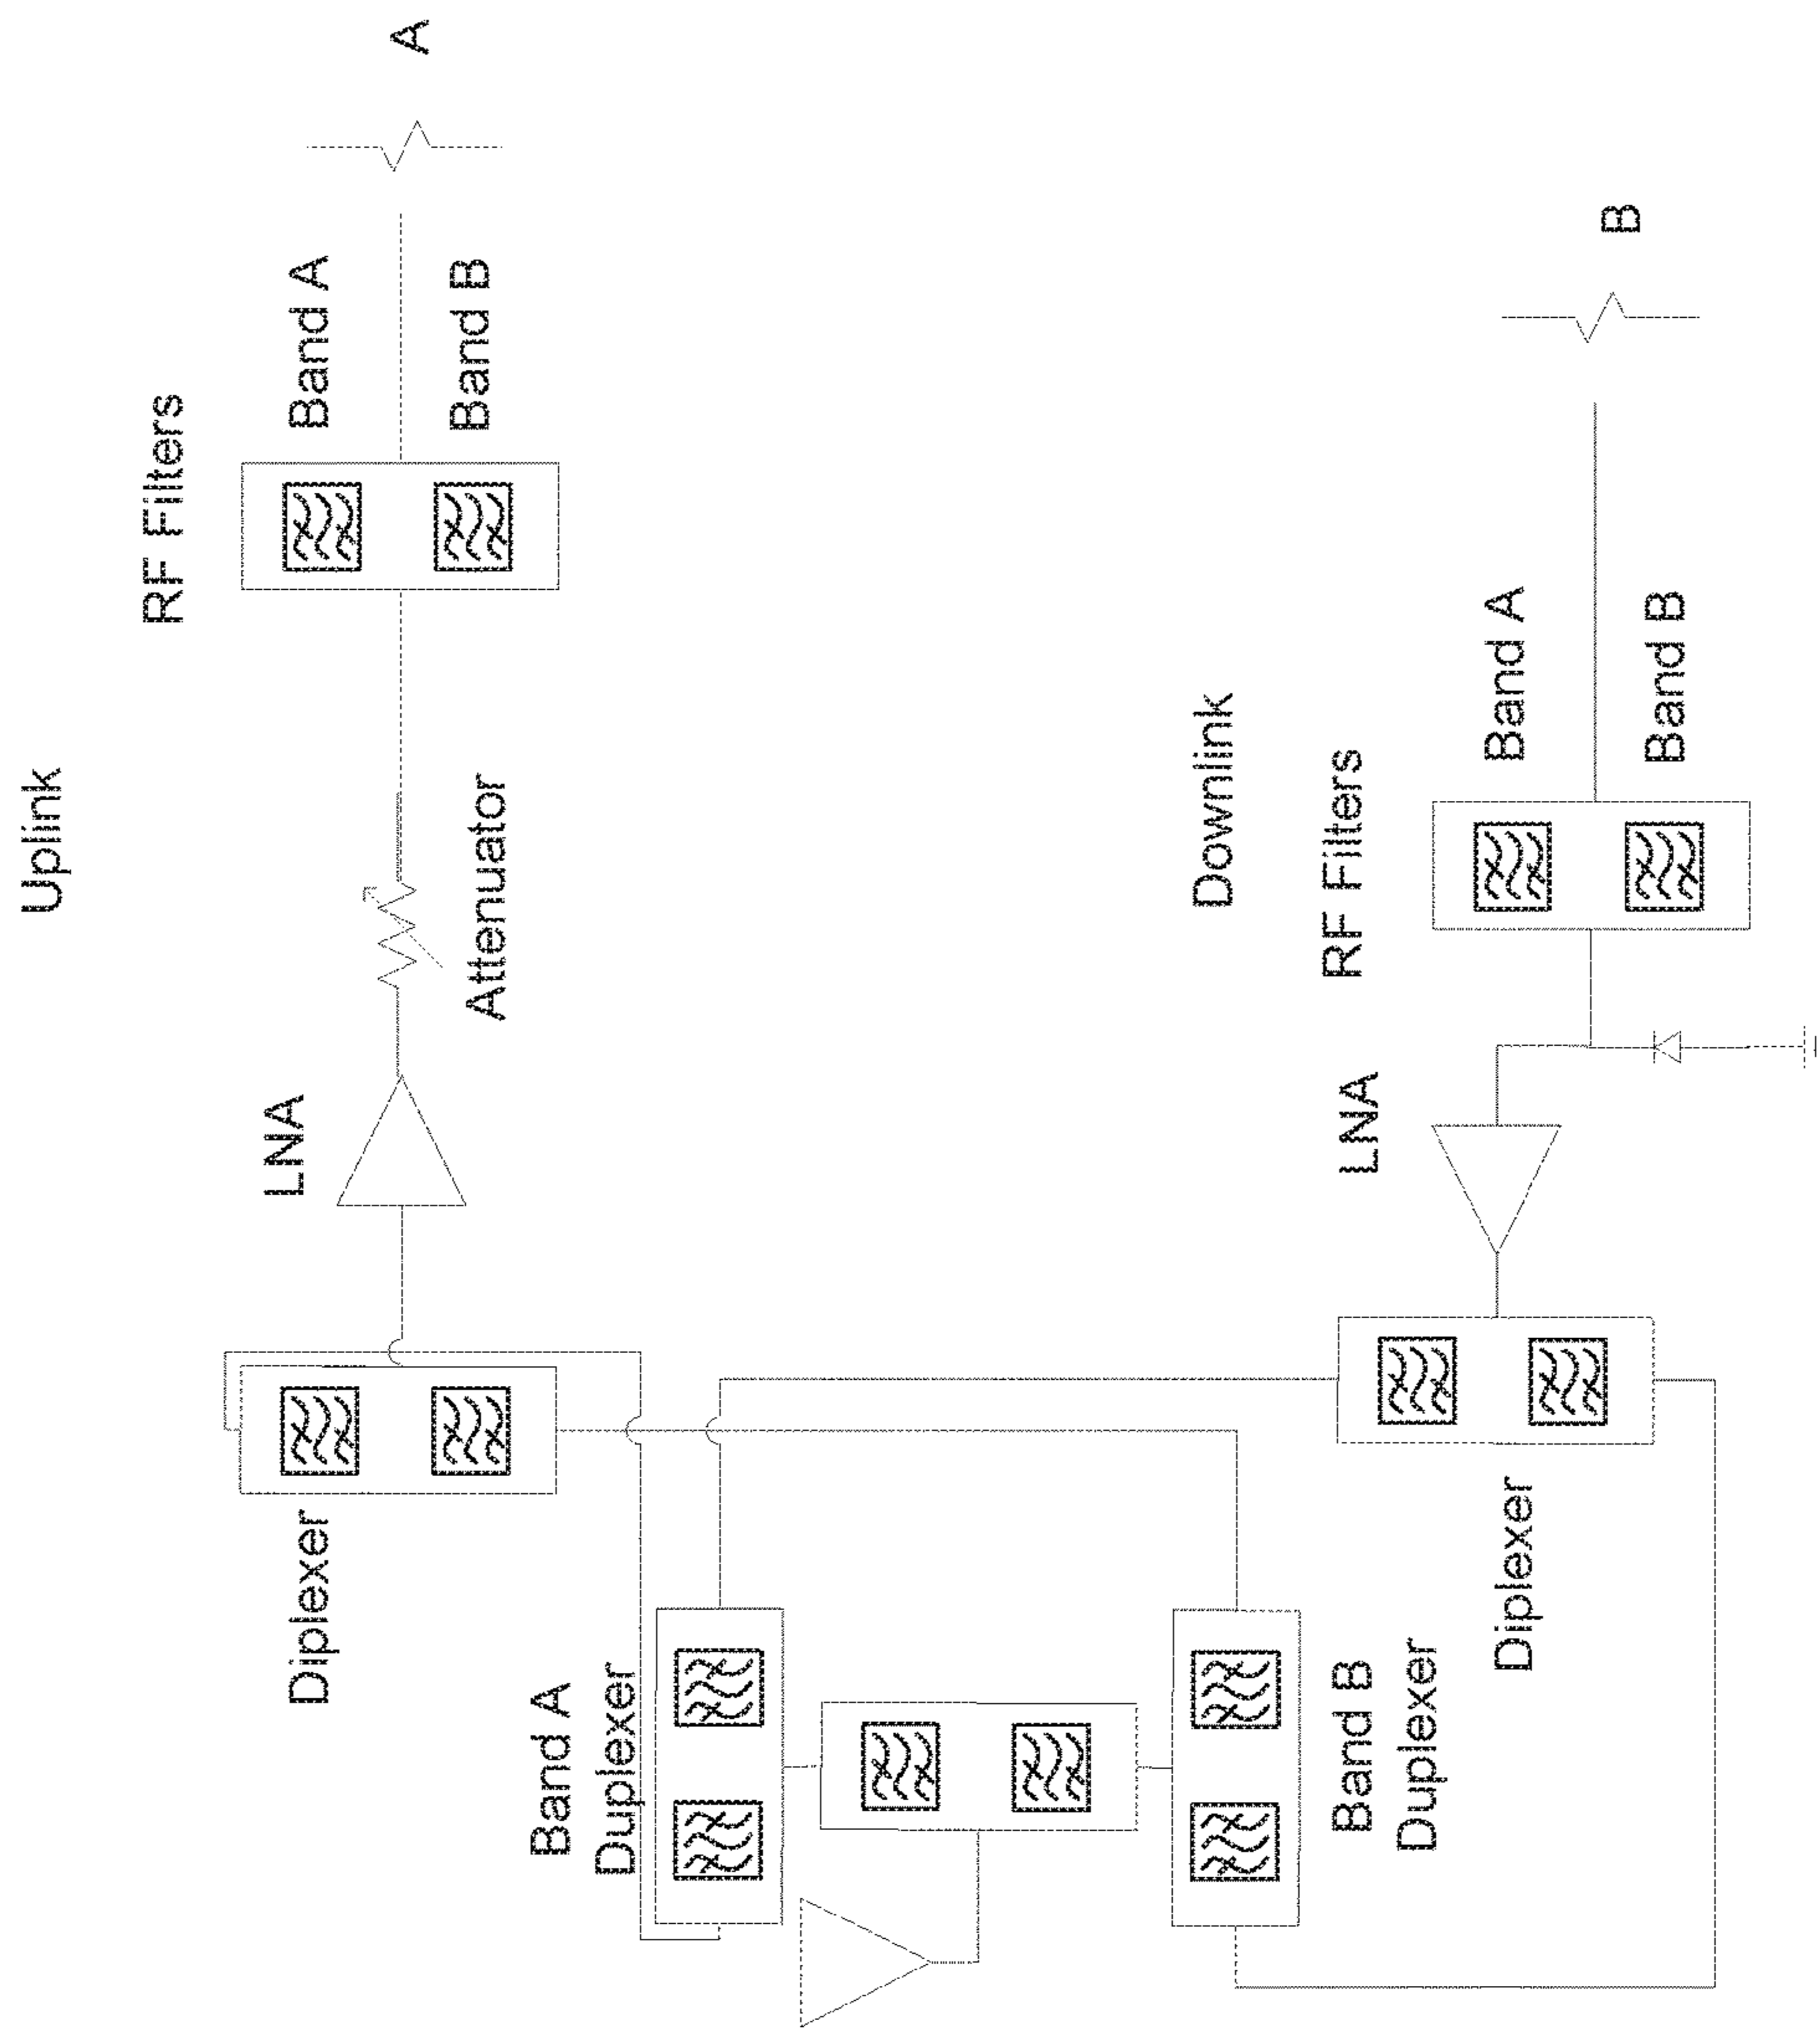 Uplink
RF Filters
LNA
Attenuator
Band A
Band B
A
Diplexer
Band A
Duplexer
Band B
Duplexer
Downlink
RF Filters
LNA
Diplexer
Band A
Band B
B